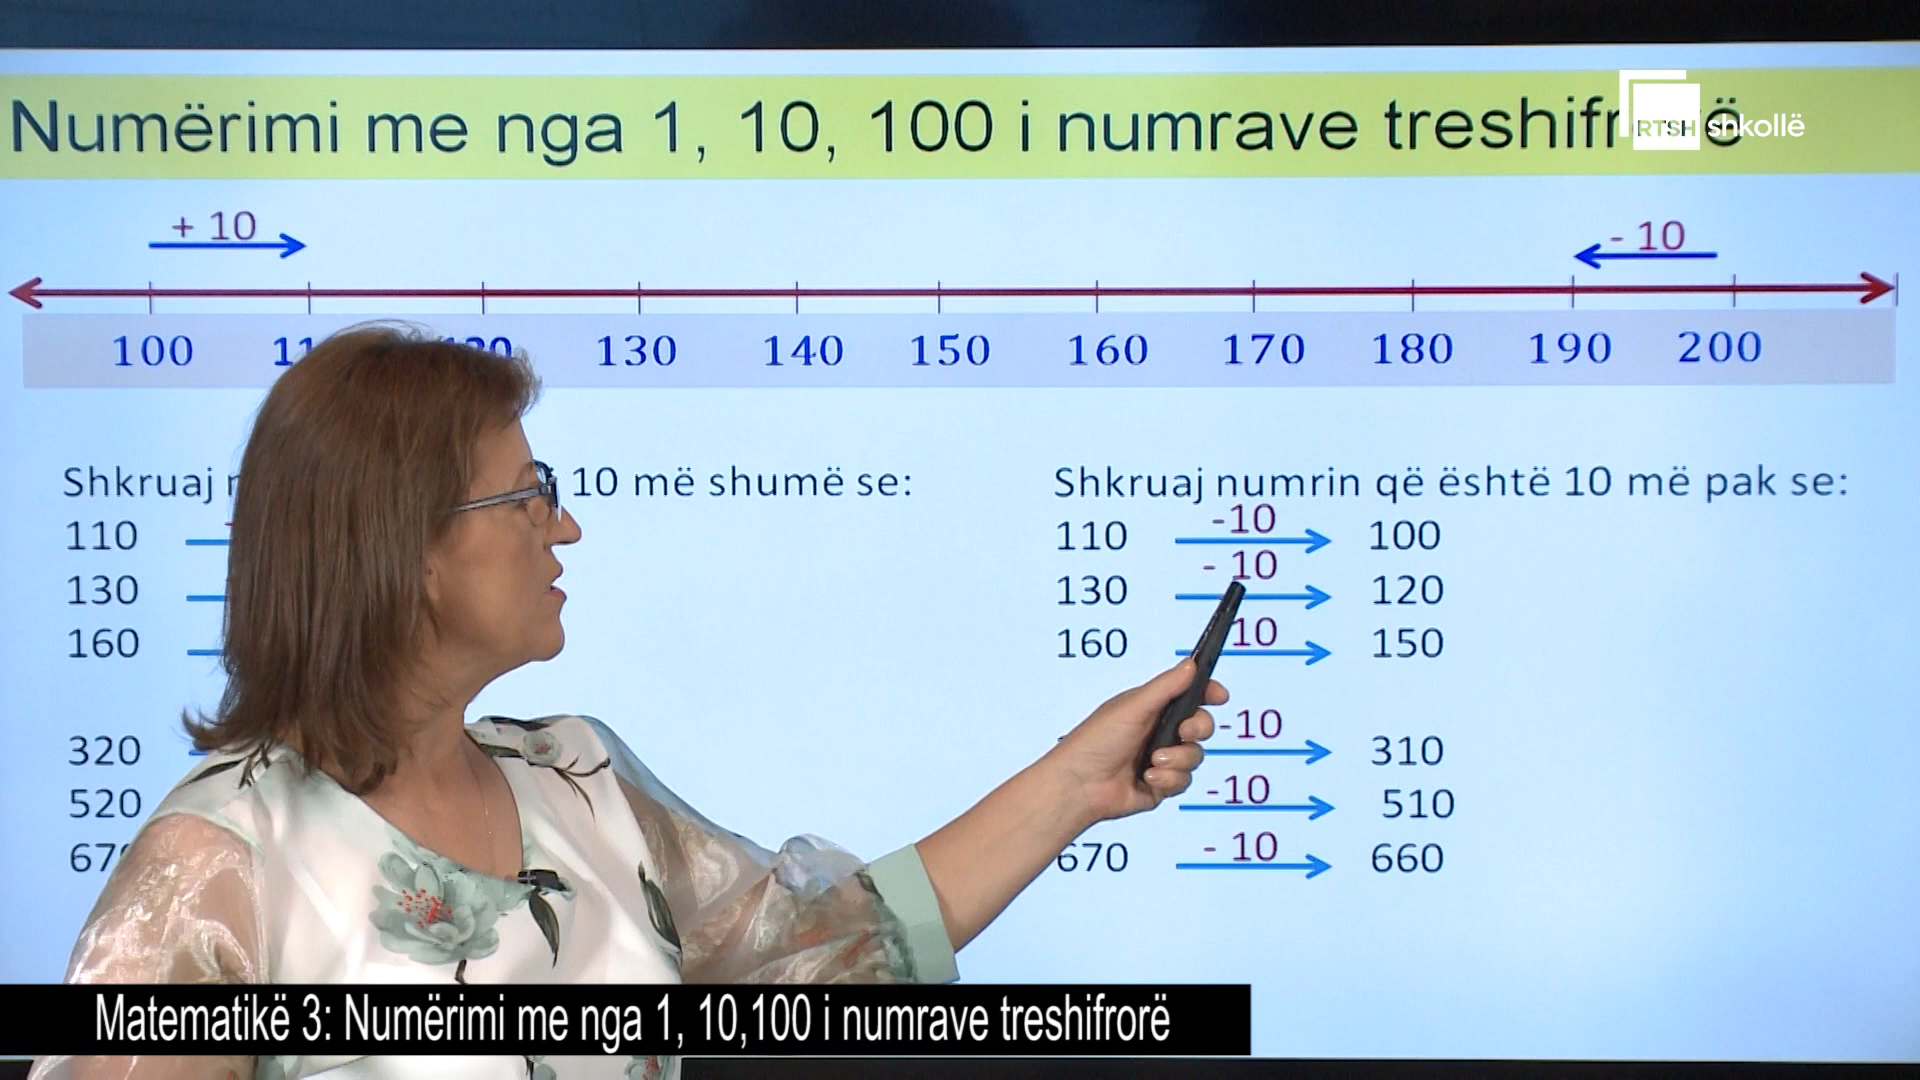 Numërimi me nga 1, 10, 100 i numrave
RTSH shkollë
+ 10
- 10
100 130 140 150 160 170 180 190 200
Shkruaj 10 më shumë se:
110
130
160
320
520
Shkruaj numrin që është 10 më pak se:
110 -10 100
130 - 10 120
160 10 150
-10 310
-10 510
670 - 10 660
Matematikë 3: Numërimi me nga 1, 10,100 i numrave treshifrorë